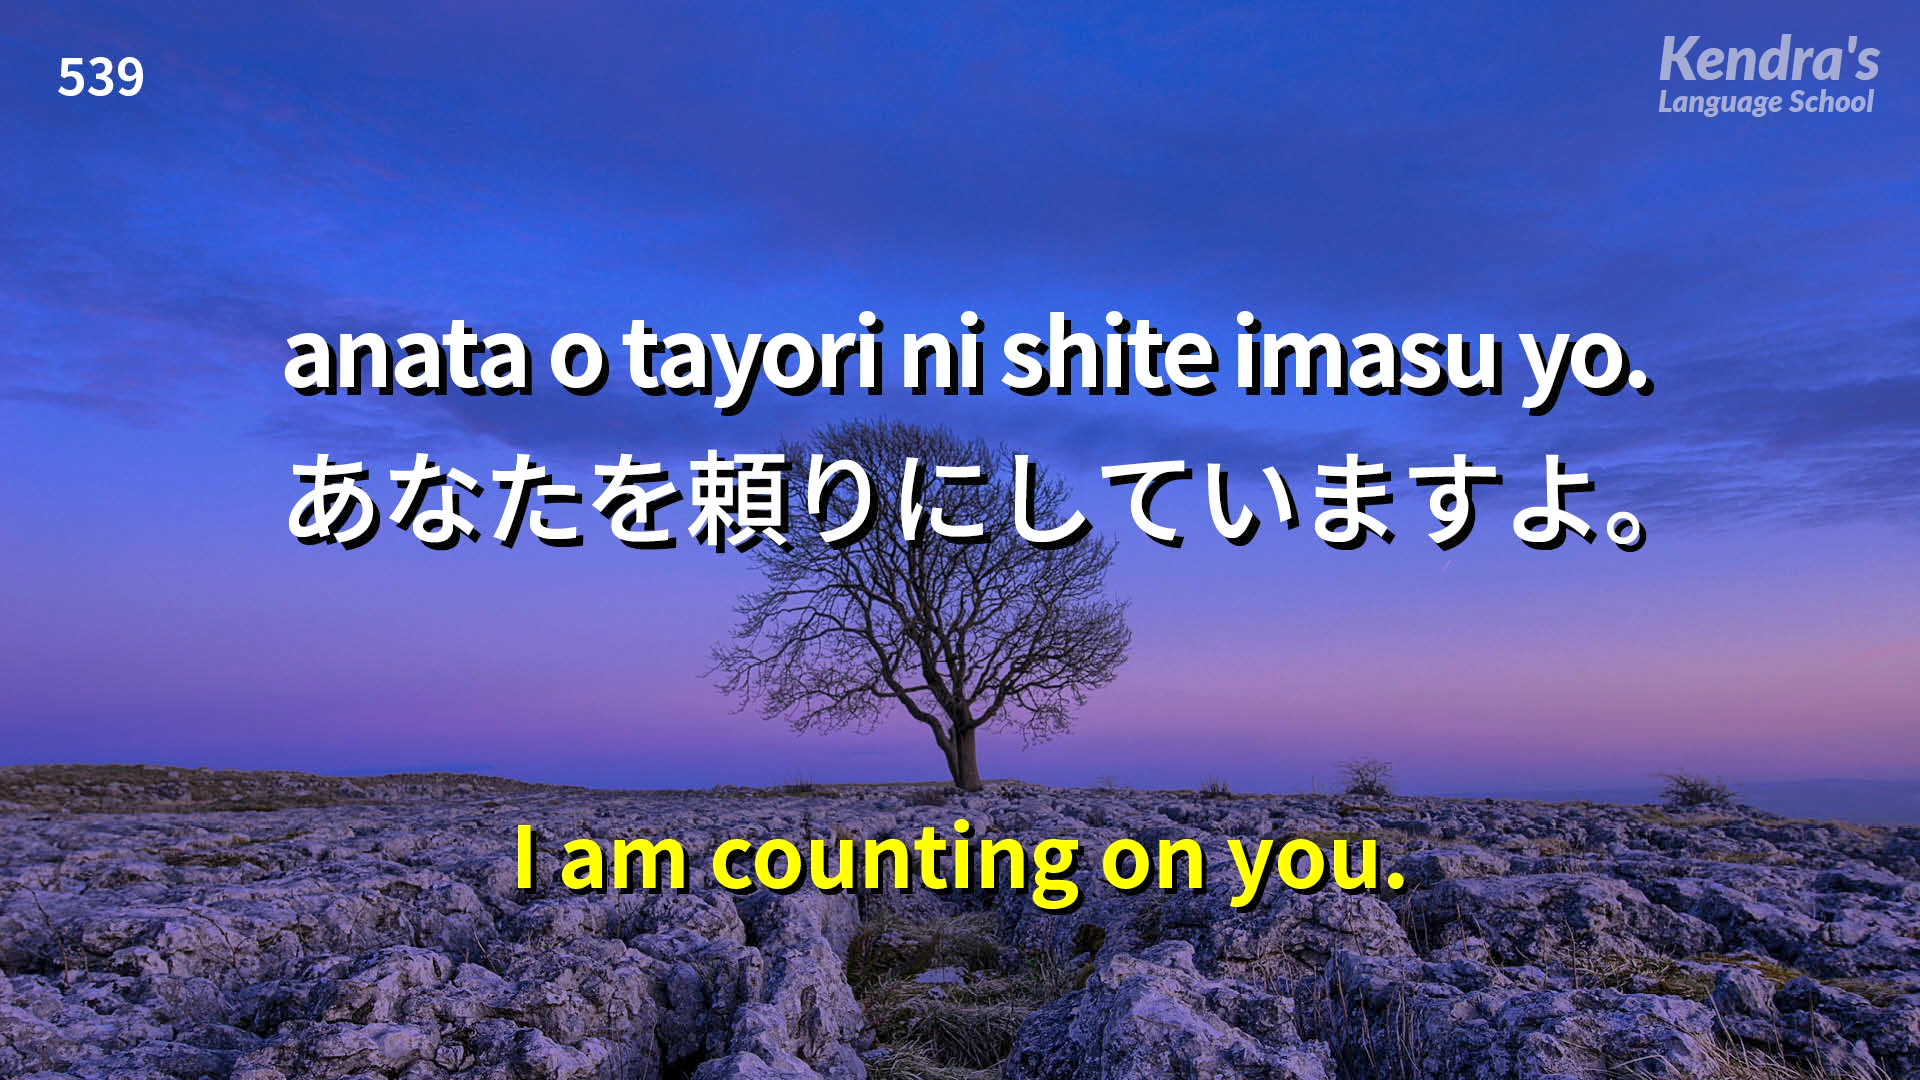 539
Kendra's
Language School
anata o tayori ni shite imasu yo.
あなたを頼りにしていますよ。
I am counting on you.